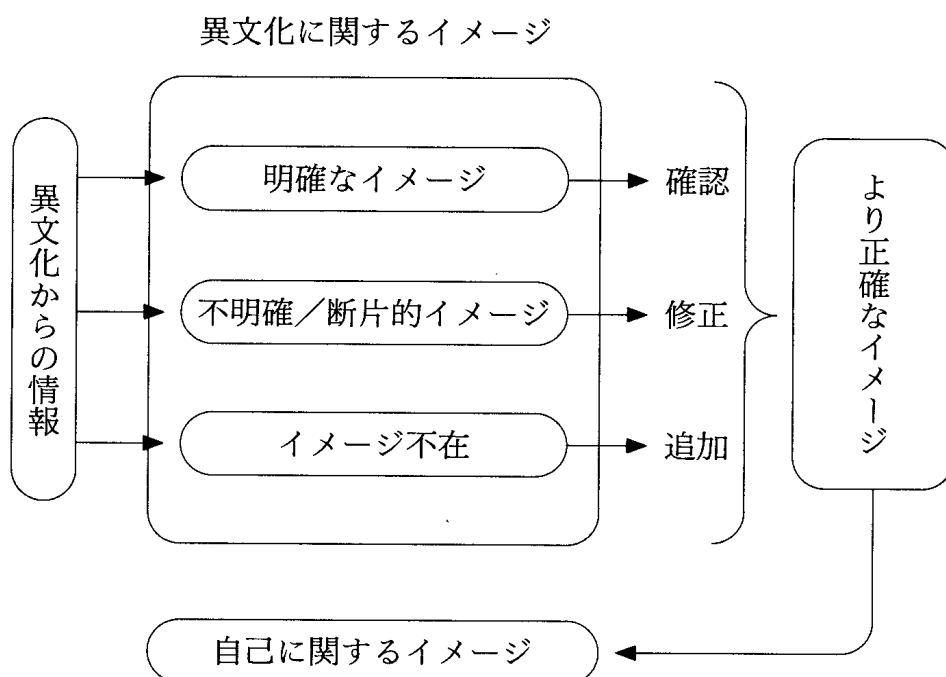 異文化に関するイメージ
異文化からの情報
明確なイメージ
確認
不明確／断片的イメージ
修正
イメージ不在
追加
より正確なイメージ
自己に関するイメージ